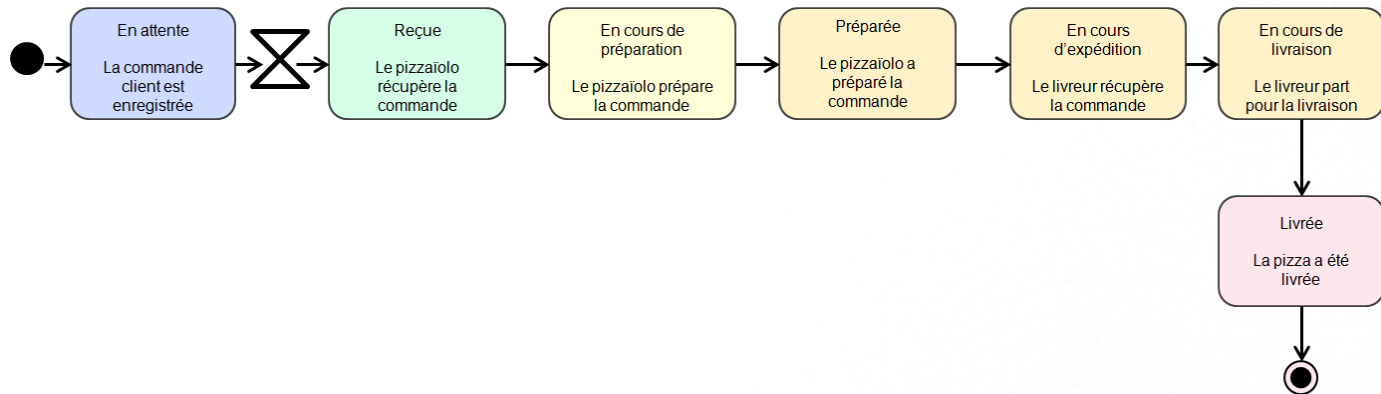 En attente
La commande
client est
enregistrée
Reçue
Le pizzaïolo
récupère la
commande
En cours de
préparation
Le pizzaïolo prépare
la commande
Préparée
Le pizzaïolo a
préparé la
commande
En cours
d'expédition
Le livreur récupère
la commande
En cours de
livraison
Le livreur part
pour la livraison
Livrée
La pizza a été
livrée